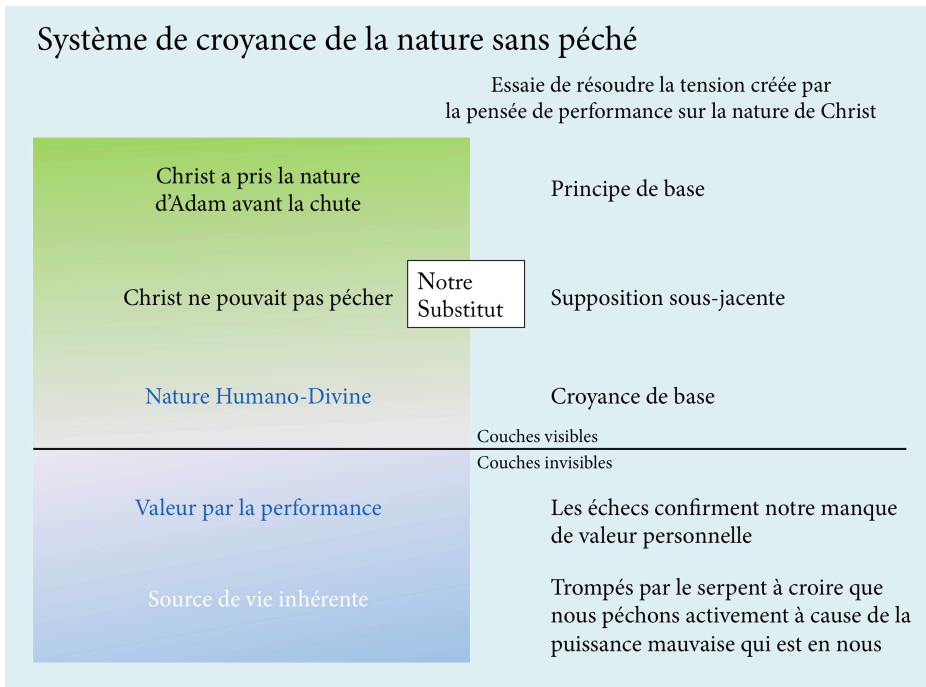 Système de croyance de la nature sans péché
Essaie de résoudre la tension créée par
la pensée de performance sur la nature de Christ
Christ a pris la nature
d'Adam avant la chute
Principe de base
Christ ne pouvait pas pécher
Notre
Substitut
Supposition sous-jacente
Nature Humano-Divine
Croyance de base
Couches visibles
Couches invisibles
Valeur par la performance
Les échecs confirment notre manque
de valeur personnelle
Source de vie inhérente
Trompés par le serpent à croire que
nous péchons activement à cause de la
puissance mauvaise qui est en nous